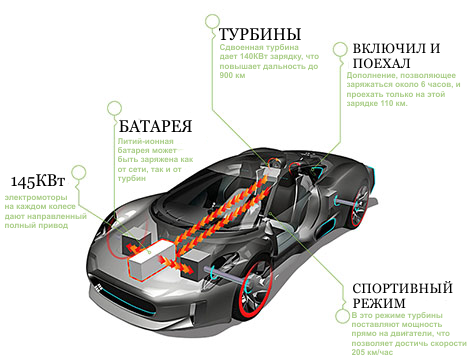 ТУРБИНЫ
Сдвоенная турбина
дает 140КВт зарядку, что
повышает дальность до
900 км
ВКЛЮЧИЛ И
ПОЕХАЛ
Дополнение, позволяющее
заряжаться около 6 часов, и
проехать только на этой
зарядке 110 км.
БАТАРЕЯ
Литий-ионная
батарея может
быть заряжена как
от сети, так и от
турбин
145КВт
электромоторы
на каждом колесе
дают направленный
полный привод
СПОРТИВНЫЙ
РЕЖИМ
В это режиме турбины
поставляют мощность
прямо на двигатели, что
позволяет достичь скорости
205 км/час